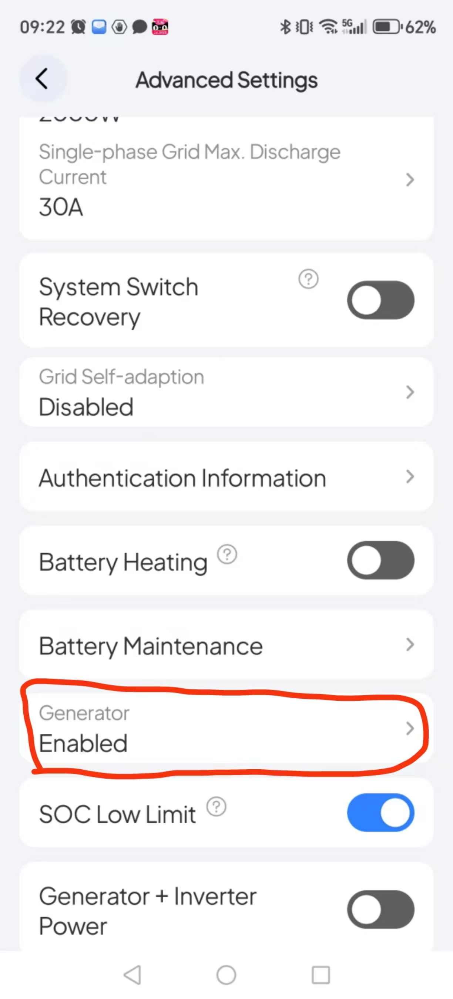 09:22
5G
62%
Advanced Settings
Single-phase Grid Max. Discharge
Current
30A
System Switch
Recovery
Grid Self-adaption
Disabled
Authentication Information
Battery Heating
Battery Maintenance
Generator
Enabled
SOC Low Limit
Generator + Inverter
Power